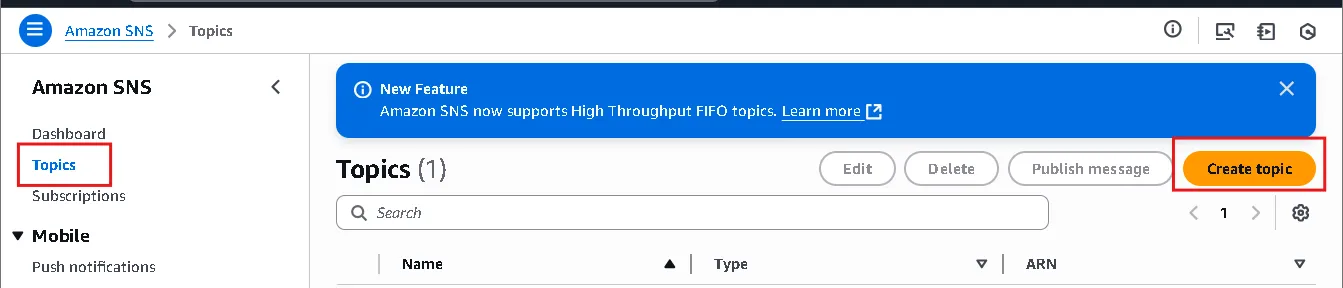 Amazon SNS > Topics
Amazon SNS
Dashboard
Topics
Subscriptions
Mobile
Push notifications
New Feature
Amazon SNS now supports High Throughput FIFO topics. Learn more
Topics (1)
Edit
Delete
Publish message
Create topic
Search
1
Name
Type
ARN